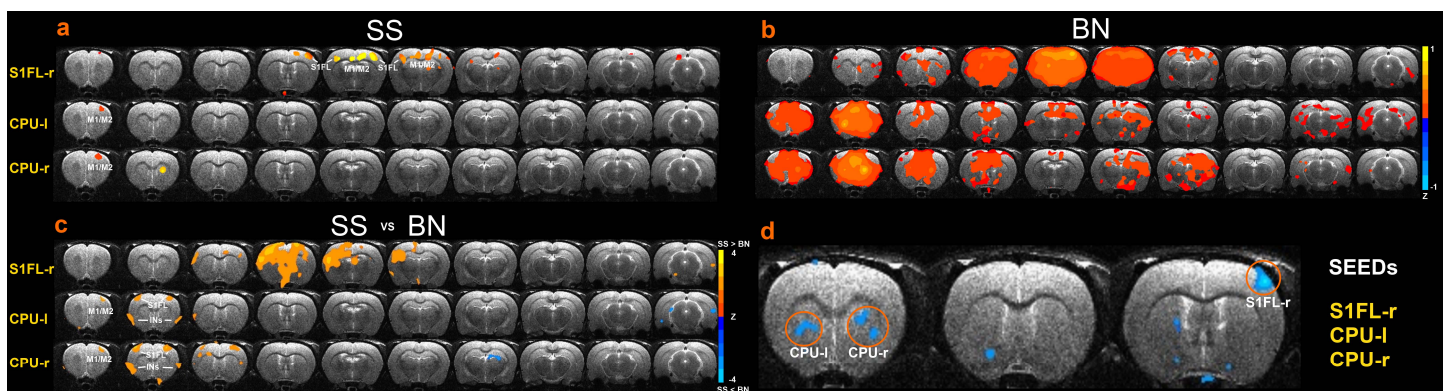 a
SS
S1FL-r
S1FL
M1/M2
S1FL
M1/M2
CPU-l
M1/M2
CPU-r
M1/M2
b
BN
1
-1
Z
c
SS vs BN
SS > BN
4
S1FL-r
CPU-l
M1/M2
S1FL
INs
Z
CPU-r
M1/M2
S1FL
INs
-4
SS < BN
d
CPU-l
CPU-r
S1FL-r
SEEDs
S1FL-r
CPU-l
CPU-r